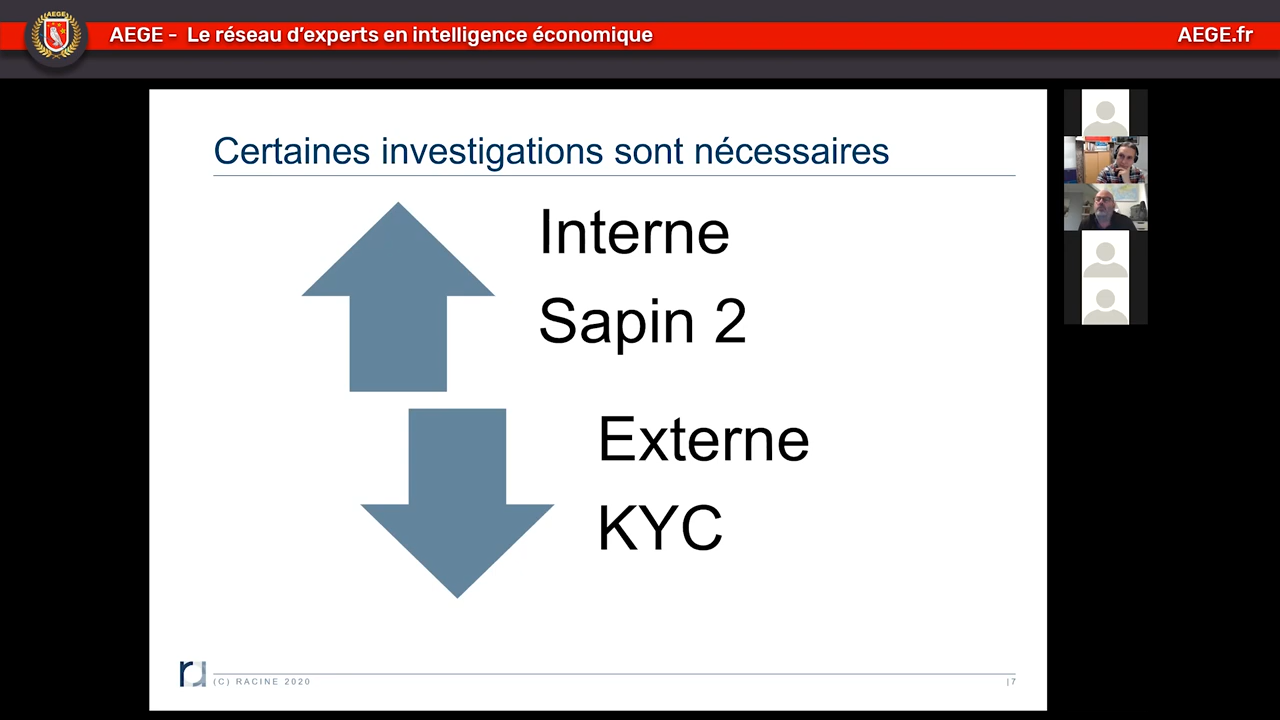 AEGE
AEGE - Le réseau d'experts en intelligence économique
AEGE.fr
Certaines investigations sont nécessaires
Interne
Sapin 2
Externe
KYC
ra
(C) RACINE 2020
|7